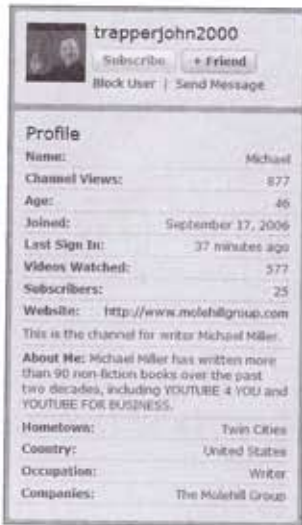 trapperjohn2000
Subscribe + Friend
Block User | Send Message
Profile
Name: Michael
Channel Views: 877
Age: 46
Joined: September 17, 2006
Last Sign In: 37 minutes ago
Videos Watched: 577
Subscribers: 25
Website: http://www.molehillgroup.com
This is the channel for writer Michael Miller.
About Me: Michael Miller has written more
than 90 non-fiction books over the past
two decades, including YOUTUBE 4 YOU and
YOUTUBE FOR BUSINESS.
Hometown: Twin Cities
Country: United States
Occupation: Writer
Companies: The Molehill Group